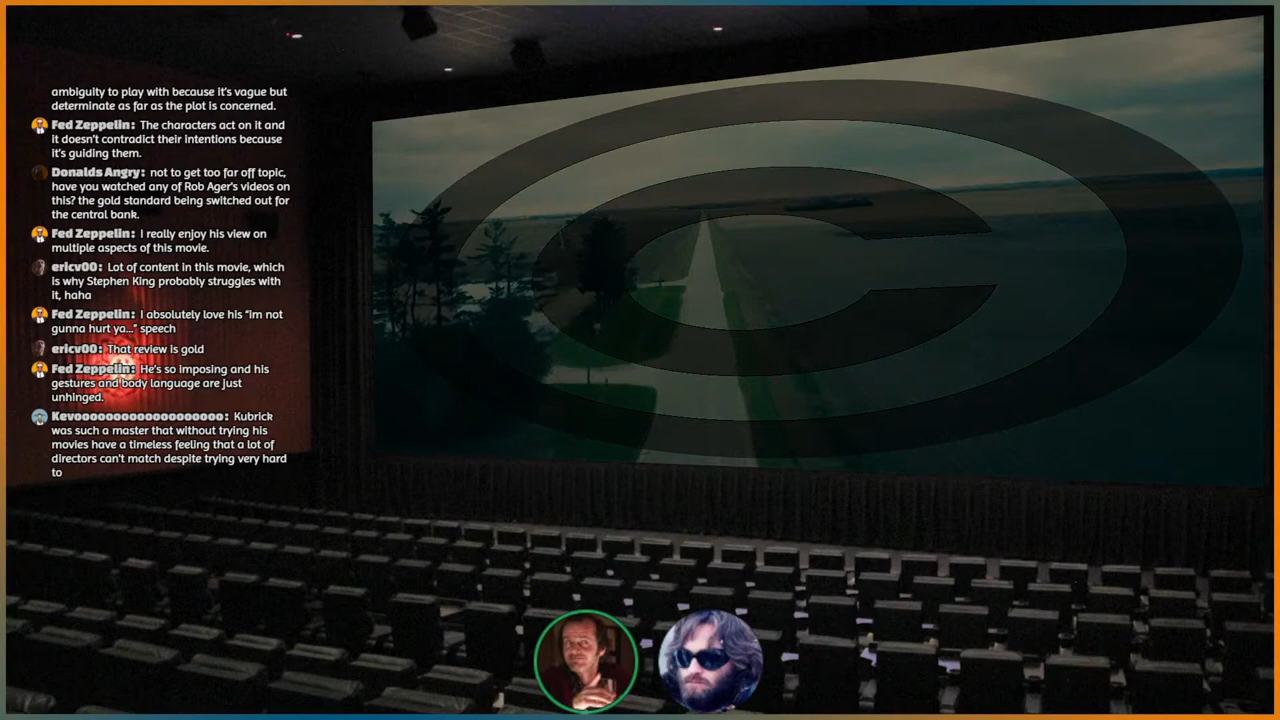 ambiguity to play with because it's vague but
determinate as far as the plot is concerned.
Fed Zeppelin: The characters act on it and
it doesn't contradict their intentions because
it's guiding them.
Donalds Angry: not to get too far off topic,
have you watched any of Rob Ager's videos on
this? the gold standard being switched out for
the central bank.
Fed Zeppelin: I really enjoy his view on
multiple aspects of this movie.
ericv00: Lot of content in this movie, which
is why Stephen King probably struggles with
it, haha
Fed Zeppelin: I absolutely love his "im not
gunna hurt ya..." speech
ericv00: That review is gold
Fed Zeppelin: He's so imposing and his
gestures and body language are just
unhinged.
Kevooooooooooooooooooo: Kubrick
was such a master that without trying his
movies have a timeless feeling that a lot of
directors can't match despite trying very hard
to